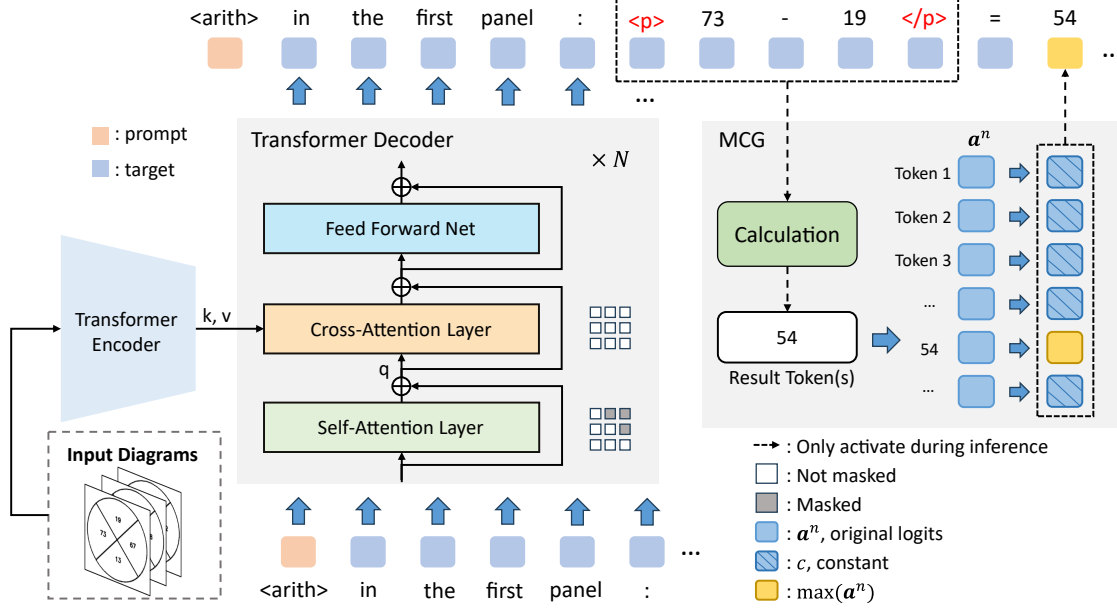 <arith> in the first panel : <p> 73 - 19 </p> = 54
... ...
: prompt
: target
Transformer Decoder
× N
Feed Forward Net
Cross-Attention Layer
q
Self-Attention Layer
Transformer
Encoder
k, v
Input Diagrams
19
73
67
13
<arith> in the first panel :
...
MCG
aⁿ
Calculation
54
Result Token(s)
Token 1
Token 2
Token 3
...
54
...
: Only activate during inference
: Not masked
: Masked
: aⁿ, original logits
: c, constant
: max(aⁿ)